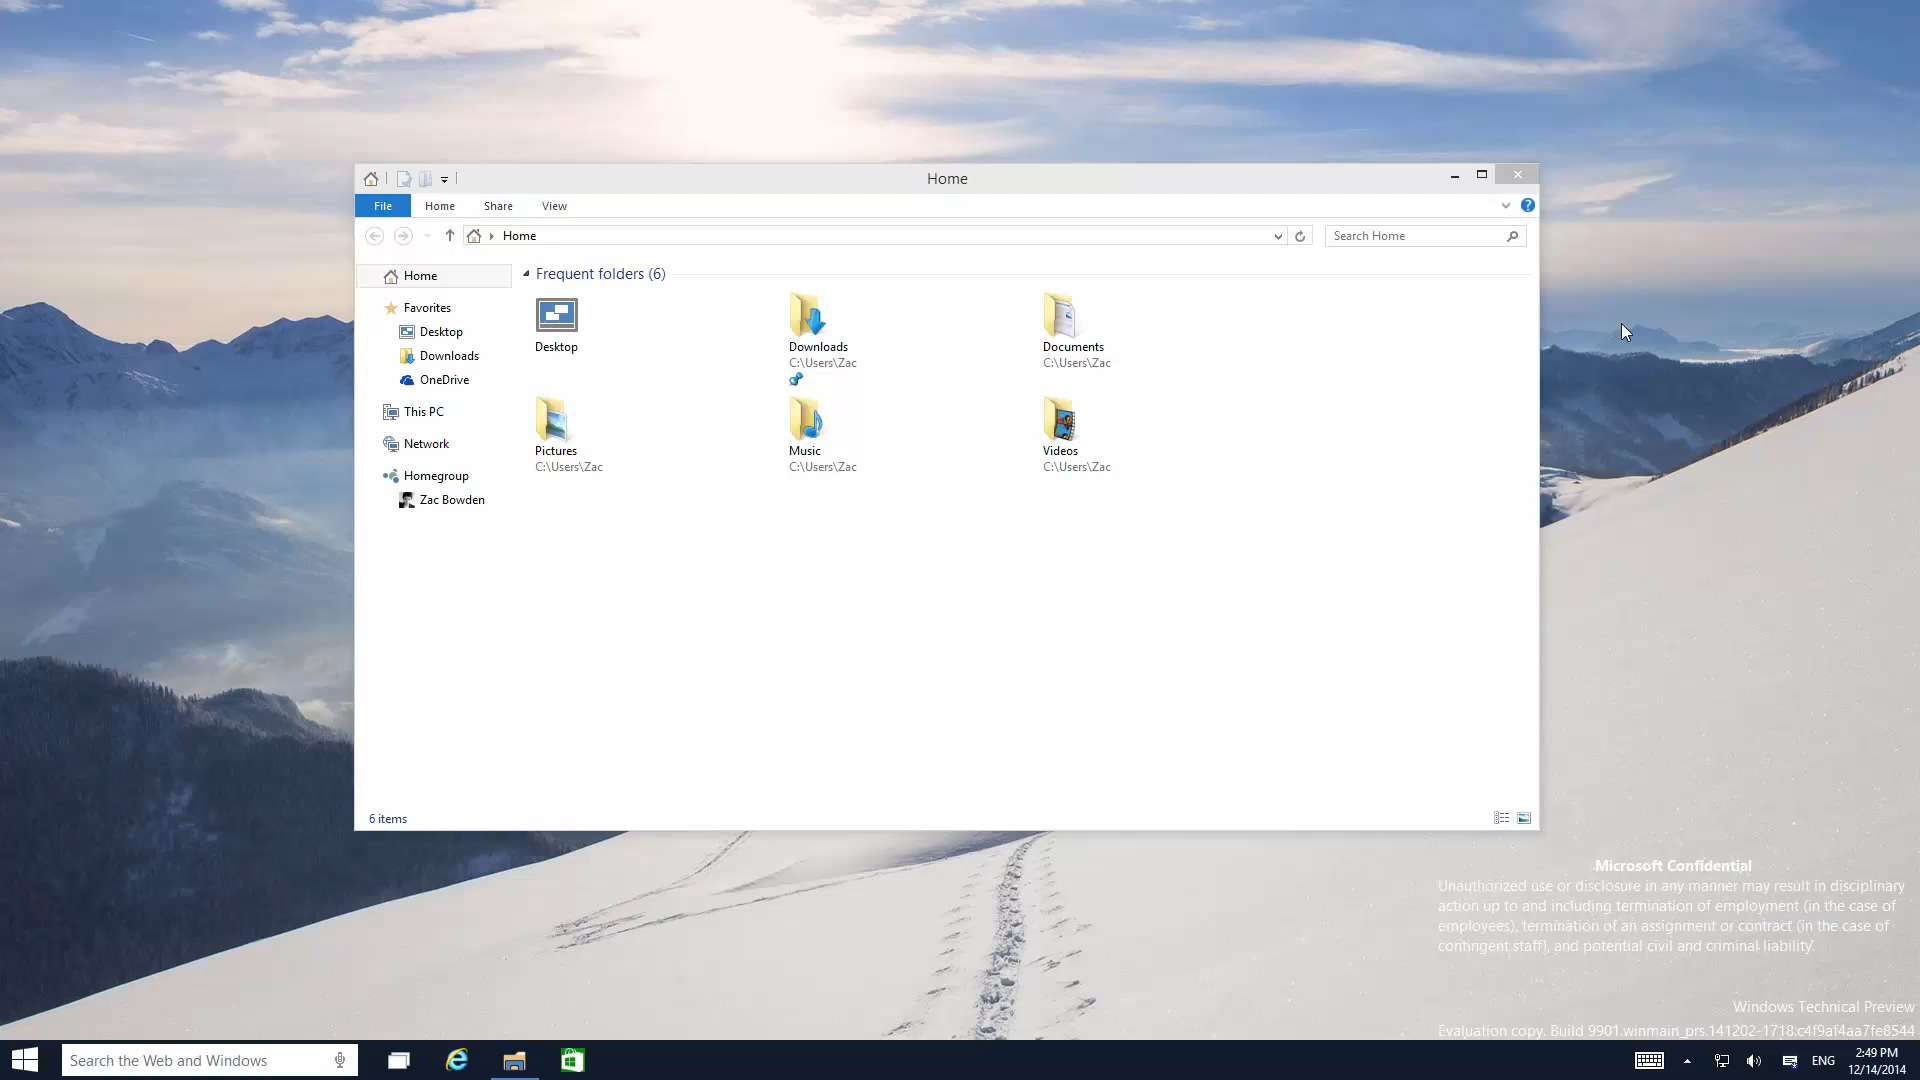 Home
File Home Share View
Home
Search Home
Home
Favorites
Desktop
Downloads
OneDrive
This PC
Network
Homegroup
Zac Bowden
Frequent folders (6)
Desktop
Downloads
C:\Users\Zac
Documents
C:\Users\Zac
Pictures
C:\Users\Zac
Music
C:\Users\Zac
Videos
C:\Users\Zac
6 items
Microsoft Confidential
Unauthorized use or disclosure in any manner may result in disciplinary
action up to and including termination of employment (in the case of
employees), termination of an assignment or contract (in the case of
contingent staff), and potential civil and criminal liability.
Windows Technical Preview
Evaluation copy. Build 9901.winmain_prs.141202-1718.c4f9af4aa7fe8544
Search the Web and Windows
ENG
2:49 PM
12/14/2014